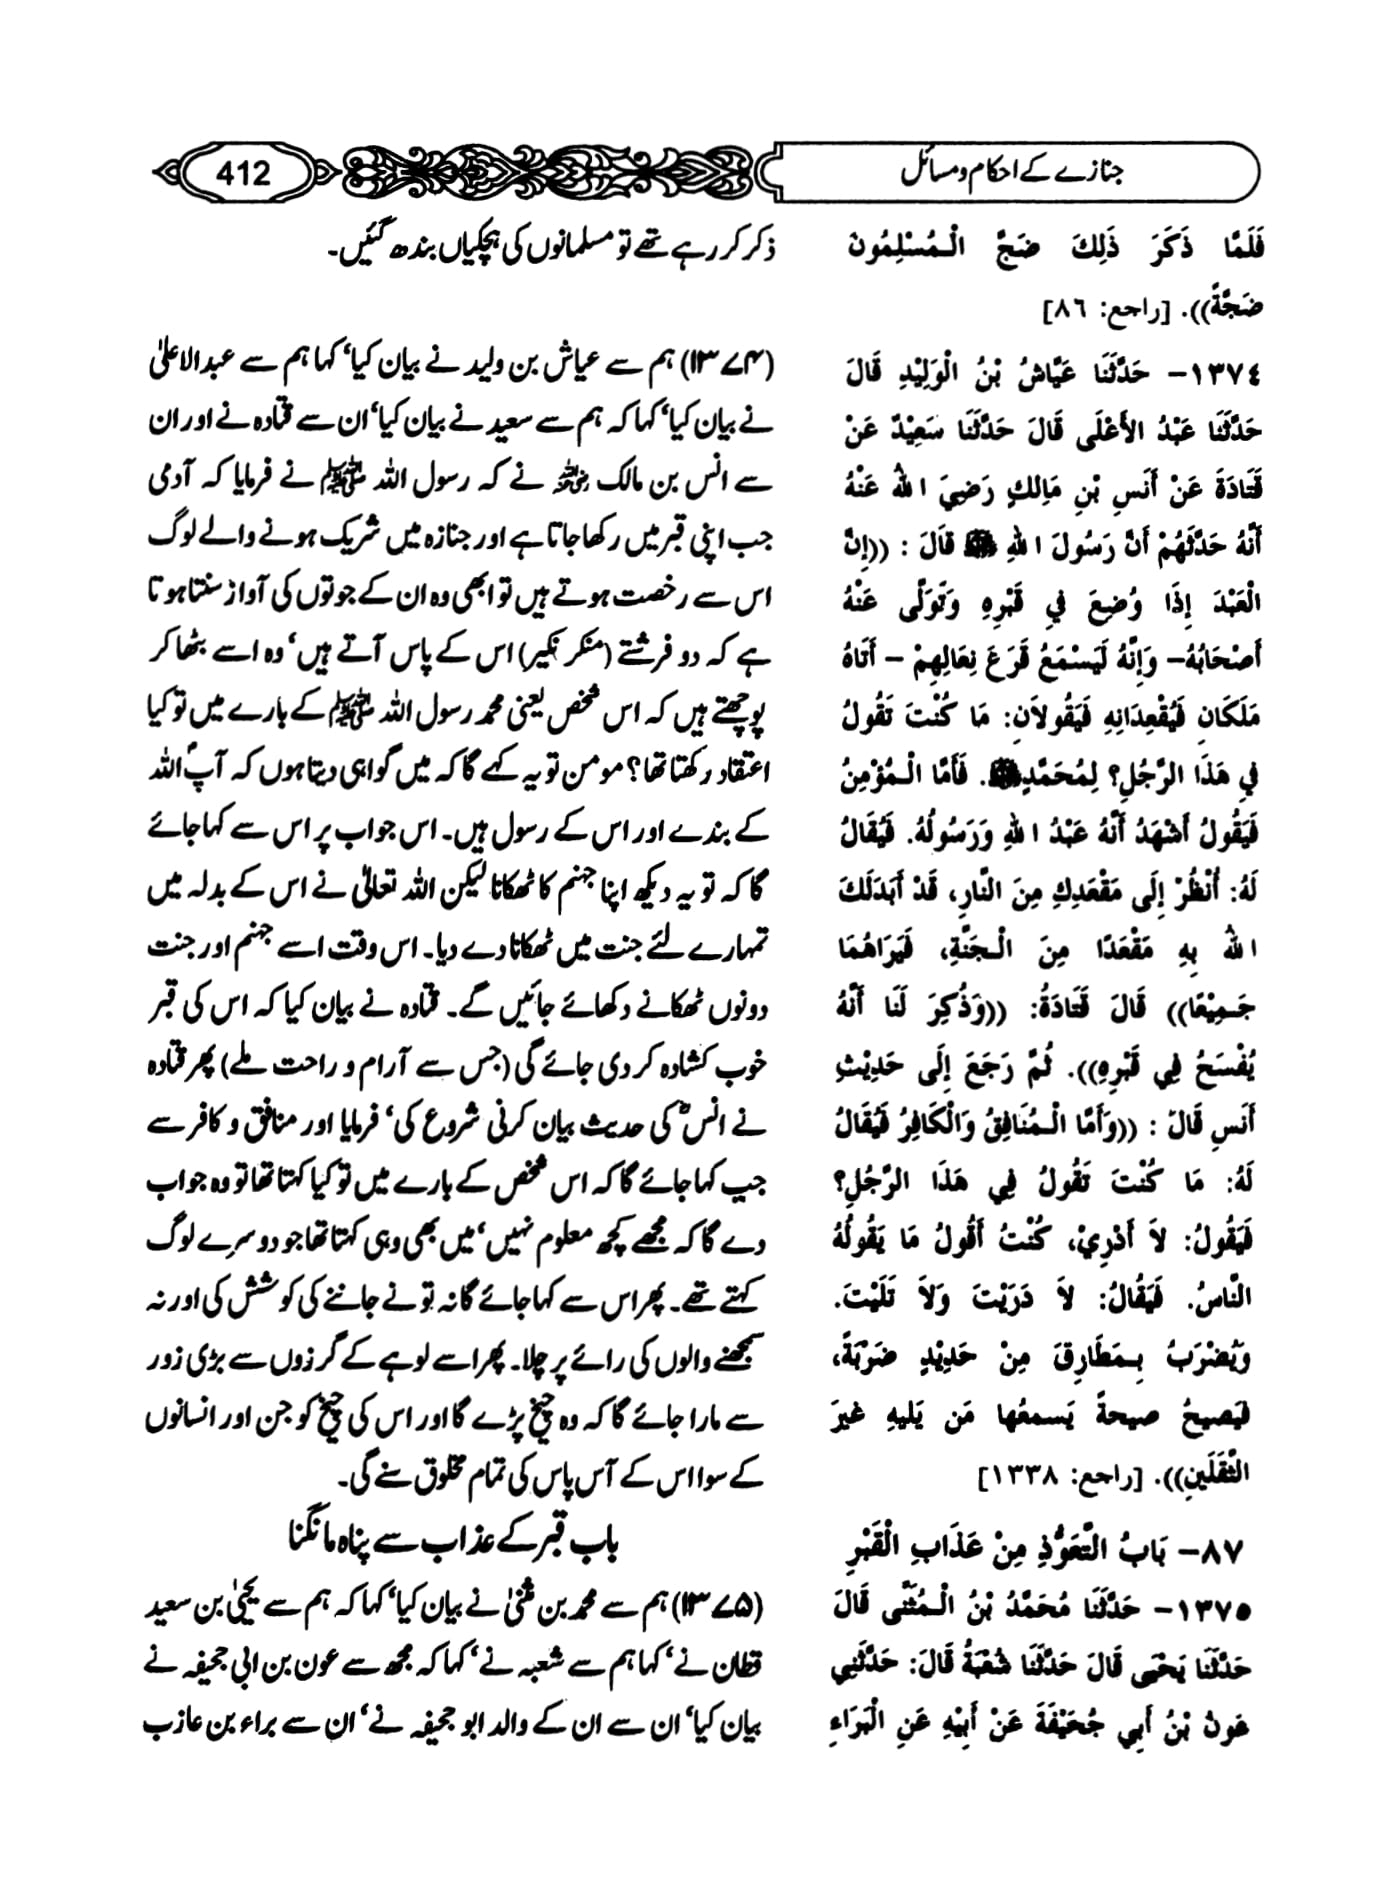 جنازے کے احکام و مسائل
412
فَلَمَّا ذَكَرَ ذَلِكَ ضَجَّ الْـمُسْلِمُونَ
ضَجَّةً)). [راجع: ٨٦]
١٣٧٤– حَدَّثَنَا عَيَّاشُ بْنُ الْوَلِيْدِ قَالَ
حَدَّثَنَا عَبْدُ الأَعْلَى قَالَ حَدَّثَنَا سَعِيْدٌ عَنْ
قَتَادَةَ عَنْ أَنَسِ بْنِ مَالِكٍ رَضِيَ اللهُ عَنْهُ
أَنَّهُ حَدَّثَهُمْ أَنَّ رَسُولَ اللهِ ﷺ قَالَ : ((إِنَّ
الْعَبْدَ إِذَا وُضِعَ فِي قَبْرِهِ وَتَوَلَّى عَنْهُ
أَصْحَابُهُ– وَإِنَّهُ لَيَسْمَعُ قَرْعَ نِعَالِهِمْ – أَتَاهُ
مَلَكَانِ فَيُقْعِدَانِهِ فَيَقُولاَنِ: مَا كُنْتَ تَقُولُ
فِي هَذَا الرَّجُلِ؟ لِمُحَمَّدٍ ﷺ. فَأَمَّا الْـمُؤْمِنُ
فَيَقُولُ أَشْهَدُ أَنَّهُ عَبْدُ اللهِ وَرَسُولُهُ. فَيُقَالُ
لَهُ: أُنْظُرْ إِلَى مَقْعَدِكِ مِنَ النَّارِ، قَدْ أَبْدَلَكَ
اللهُ بِهِ مَقْعَدًا مِنَ الْـجَنَّةِ، فَيَرَاهُمَا
جَـمِيْعًا)) قَالَ قَتَادَةُ: ((وَذُكِرَ لَنَا أَنَّهُ
يُفْسَحُ فِي قَبْرِهِ)). ثُمَّ رَجَعَ إِلَى حَدِيْثِ
أَنَسِ قَالَ : ((وَأَمَّا الْـمُنَافِقُ وَالْكَافِرُ فَيُقَالُ
لَهُ: مَا كُنْتَ تَقُولُ فِي هَذَا الرَّجُلِ؟
فَيَقُولُ: لاَ أَدْرِيْ، كُنْتُ أَقُولُ مَا يَقُولُهُ
النَّاسُ. فَيُقَالُ: لاَ دَرَيْتَ وَلاَ تَلَيْتَ.
وَيُضْرَبُ بِـمَطَارِقَ مِنْ حَدِيْدٍ ضَرْبَةً،
فيَصيحُ صيحةً يَسمعُها مَن يَليهِ غيرَ
الثَّقَلَينِ)). [راجع: ١٣٣٨]
٨٧– بَابُ التَّعَوُّذِ مِنْ عَذَابِ الْقَبْرِ
١٣٧٥– حَدَّثَنَا مُحَمَّدُ بْنُ الْـمُثَنَّى قَالَ
حَدَّثَنَا يَحْيَى قَالَ حَدَّثَنَا شُعْبَةُ قَالَ: حَدَّثَنِي
عَونُ بْنُ أَبِي جُحَيْفَةَ عَنْ أَبِيْهِ عَنِ الْبَرَاءِ
ذکر کر رہے تھے تو مسلمانوں کی ہچکیاں بندھ گئیں۔
(۱۳۷۴) ہم سے عیاش بن ولید نے بیان کیا‘ کہا ہم سے عبدالاعلیٰ
نے بیان کیا‘ کہا کہ ہم سے سعید نے بیان کیا‘ ان سے قتادہ نے اور ان
سے انس بن مالک رضی اللہ عنہ نے کہ رسول اللہ ﷺ نے فرمایا کہ آدمی
جب اپنی قبر میں رکھا جاتا ہے اور جنازہ میں شریک ہونے والے لوگ
اس سے رخصت ہوتے ہیں تو ابھی وہ ان کے جوتوں کی آواز سنتا ہوتا
ہے کہ دو فرشتے (منکر نکیر) اس کے پاس آتے ہیں‘ وہ اسے بٹھا کر
پوچھتے ہیں کہ اس شخص یعنی محمد رسول اللہ ﷺ کے بارے میں تو کیا
اعتقاد رکھتا تھا؟ مومن تو یہ کہے گا کہ میں گواہی دیتا ہوں کہ آپؐ اللہ
کے بندے اور اس کے رسول ہیں۔ اس جواب پر اس سے کہا جائے
گا کہ تو یہ دیکھ اپنا جہنم کا ٹھکانا لیکن اللہ تعالیٰ نے اس کے بدلہ میں
تمہارے لئے جنت میں ٹھکانا دے دیا۔ اس وقت اسے جہنم اور جنت
دونوں ٹھکانے دکھائے جائیں گے۔ قتادہ نے بیان کیا کہ اس کی قبر
خوب کشادہ کر دی جائے گی (جس سے آرام و راحت ملے) پھر قتادہ
نے انسؓ کی حدیث بیان کرنی شروع کی‘ فرمایا اور منافق و کافر سے
جب کہا جائے گا کہ اس شخص کے بارے میں تو کیا کہتا تھا تو وہ جواب
دے گا کہ مجھے کچھ معلوم نہیں‘ میں بھی وہی کہتا تھا جو دوسرے لوگ
کہتے تھے۔ پھر اس سے کہا جائے گا نہ تو نے جاننے کی کوشش کی اور نہ
سمجھنے والوں کی رائے پر چلا۔ پھر اسے لوہے کے گرزوں سے بڑی زور
سے مارا جائے گا کہ وہ چیخ پڑے گا اور اس کی چیخ کو جن اور انسانوں
کے سوا اس کے آس پاس کی تمام مخلوق سنے گی۔
باب قبر کے عذاب سے پناہ مانگنا
(۱۳۷۵) ہم سے محمد بن مثنیٰ نے بیان کیا‘ کہا کہ ہم سے یحیٰی بن سعید
قطان نے‘ کہا ہم سے شعبہ نے‘ کہا کہ مجھ سے عون بن ابی جحیفہ نے
بیان کیا‘ ان سے ان کے والد ابو جحیفہ نے‘ ان سے براء بن عازب